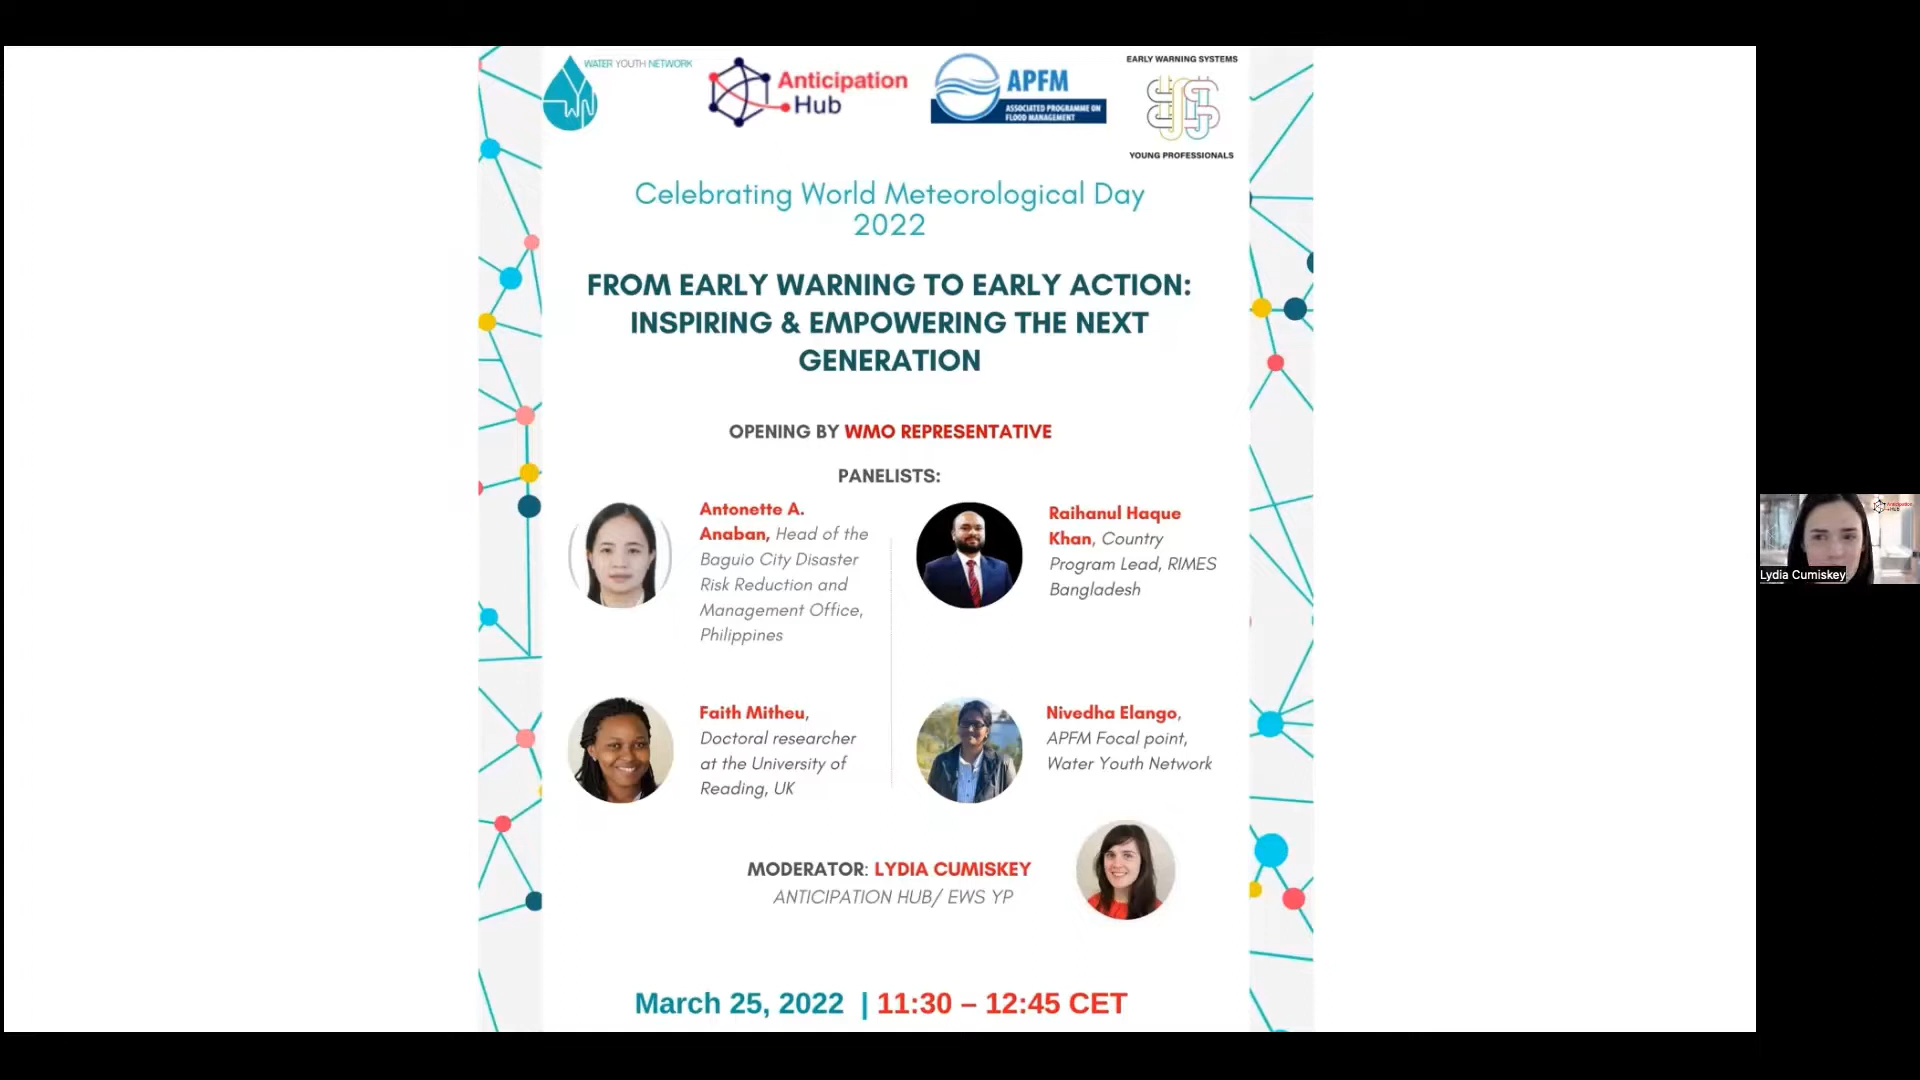 WATER YOUTH NETWORK
Anticipation
Hub
APFM
ASSOCIATED PROGRAMME ON
FLOOD MANAGEMENT
EARLY WARNING SYSTEMS
YOUNG PROFESSIONALS
Celebrating World Meteorological Day
2022
FROM EARLY WARNING TO EARLY ACTION:
INSPIRING & EMPOWERING THE NEXT
GENERATION
OPENING BY WMO REPRESENTATIVE
PANELISTS:
Antonette A.
Anaban, Head of the
Baguio City Disaster
Risk Reduction and
Management Office,
Philippines
Raihanul Haque
Khan, Country
Program Lead, RIMES
Bangladesh
Faith Mitheu,
Doctoral researcher
at the University of
Reading, UK
Nivedha Elango,
APFM Focal point,
Water Youth Network
MODERATOR: LYDIA CUMISKEY
ANTICIPATION HUB/ EWS YP
March 25, 2022 | 11:30 – 12:45 CET
Anticipation
HUB
Lydia Cumiskey